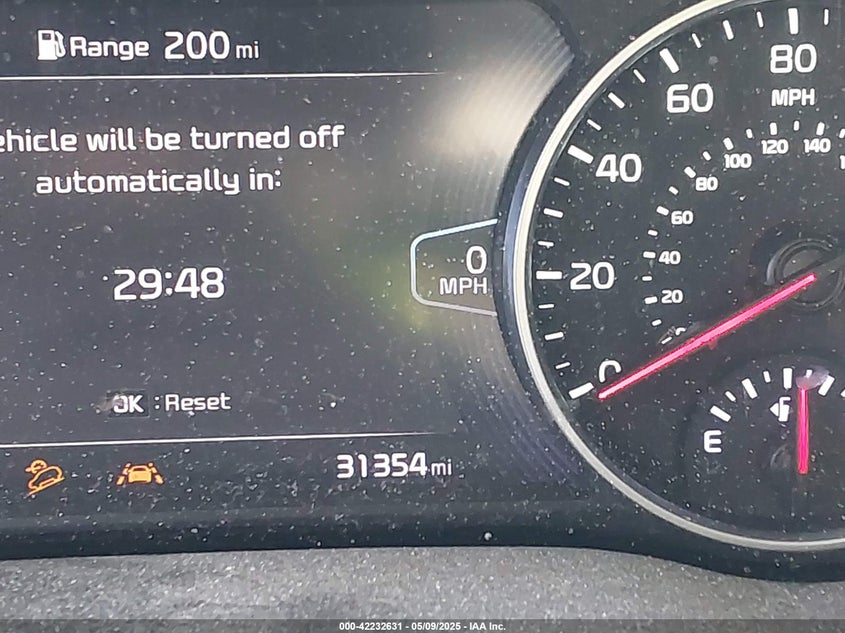 Range 200 mi
ehicle will be turned off
automatically in:
29:48
OK : Reset
31354 mi
0
MPH
80
MPH
60
40
20
0
140
120
100
80
60
40
20
E
000-42232631 - 05/09/2025 - IAA Inc.